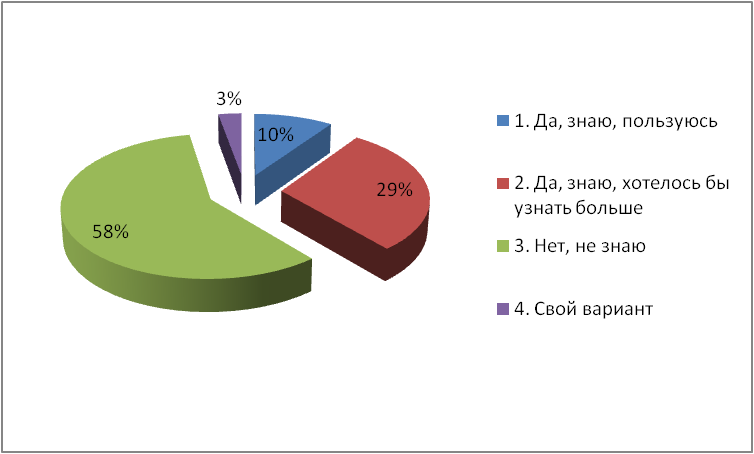 3%
10%
29%
58%
1. Да, знаю, пользуюсь
2. Да, знаю, хотелось бы
узнать больше
3. Нет, не знаю
4. Свой вариант